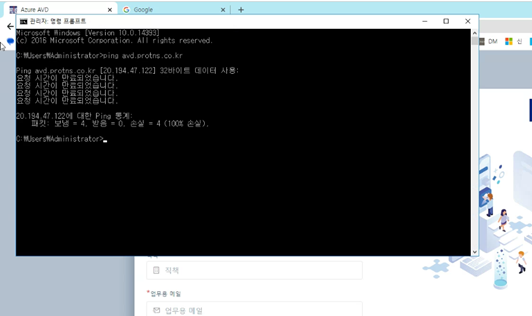 Azure AVD
Google
관리자: 명령 프롬프트
Microsoft Windows [Version 10.0.14393]
(c) 2016 Microsoft Corporation. All rights reserved.
C:₩Users₩Administrator>ping avd.protns.co.kr
Ping avd.protns.co.kr [20.194.47.122] 32바이트 데이터 사용:
요청 시간이 만료되었습니다.
요청 시간이 만료되었습니다.
요청 시간이 만료되었습니다.
요청 시간이 만료되었습니다.
20.194.47.122에 대한 Ping 통계:
패킷: 보냄 = 4, 받음 = 0, 손실 = 4 (100% 손실),
C:₩Users₩Administrator>
DM
직책
*업무용 메일
업무용 메일